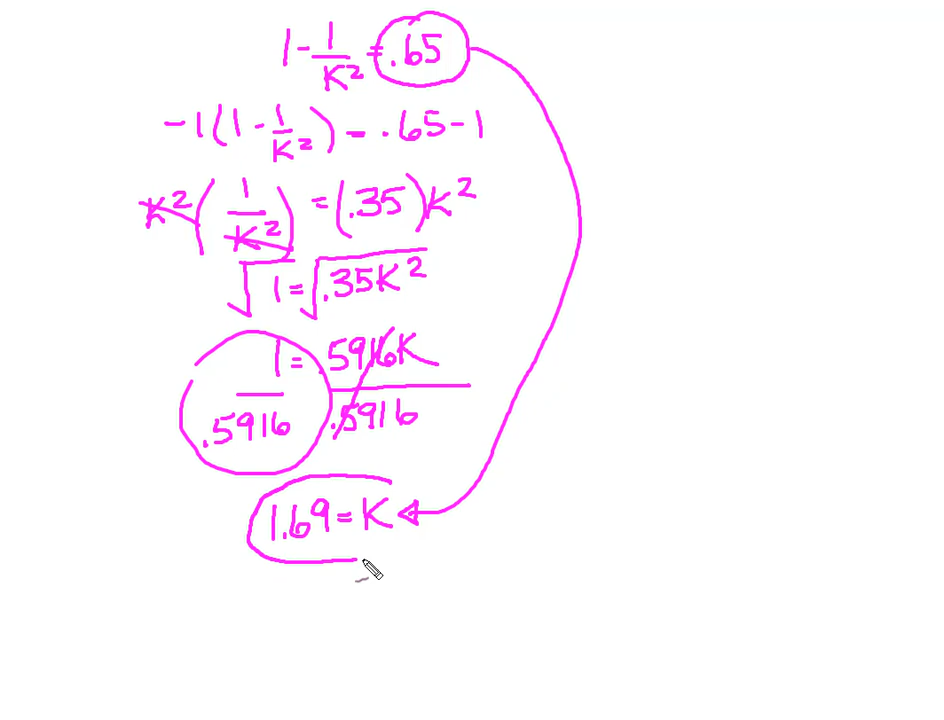 1 - 1/K² = .65
-1(1 - 1/K²) = .65 - 1
K²(1/K²) = (.35)K²
√1 = √.35K²
1/.5916 = .5916K/.5916
1.69 = K